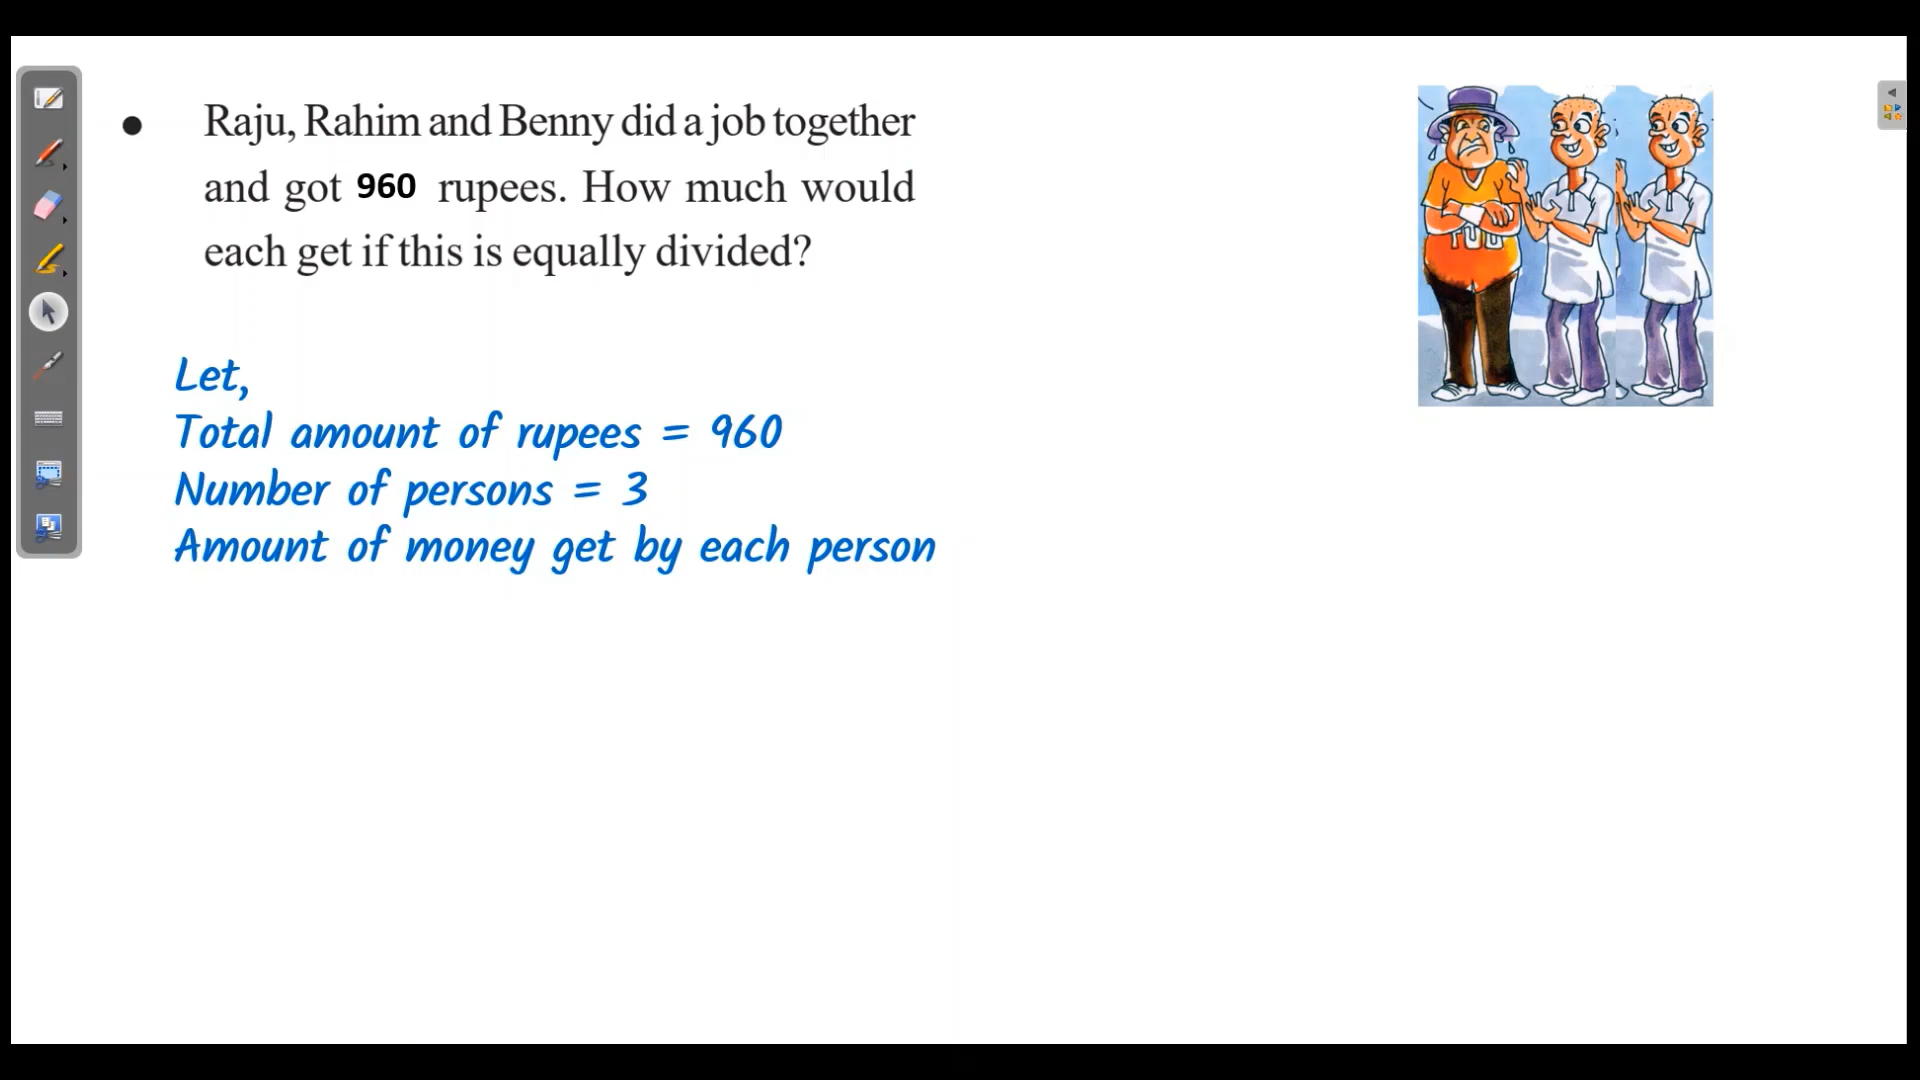 ● Raju, Rahim and Benny did a job together
and got 960 rupees. How much would
each get if this is equally divided?
Let,
Total amount of rupees = 960
Number of persons = 3
Amount of money get by each person